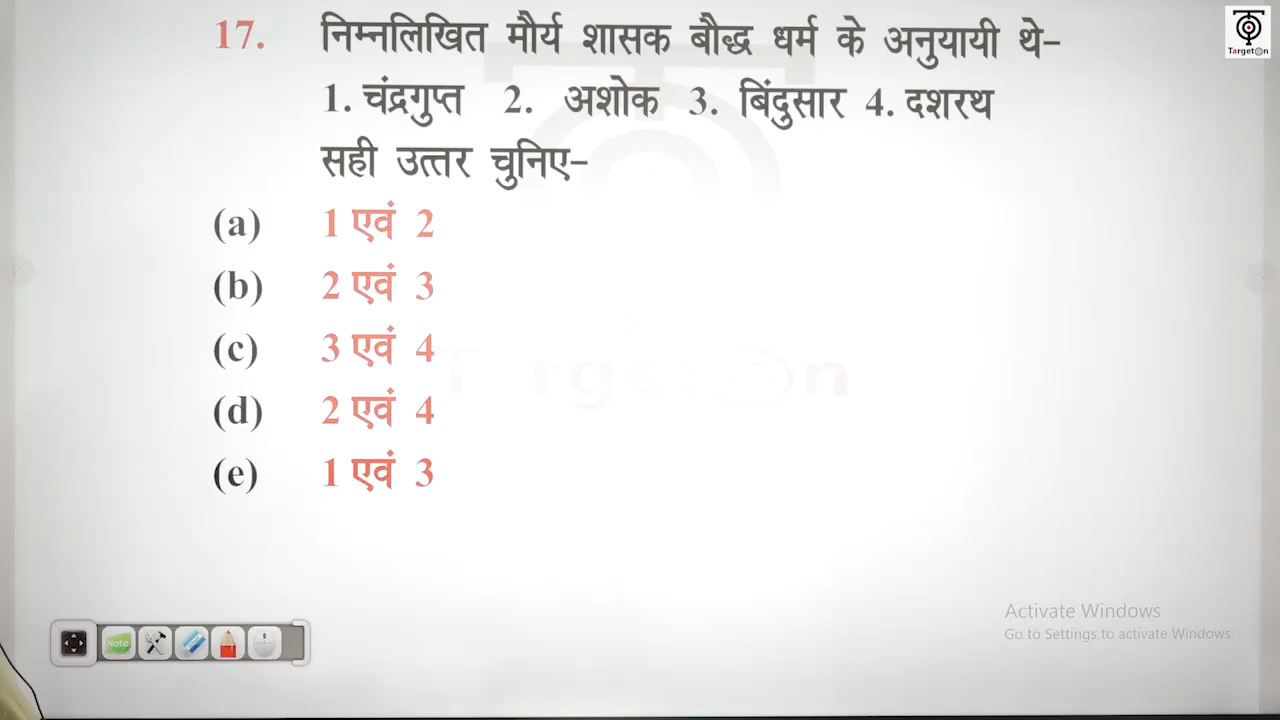 17. निम्नलिखित मौर्य शासक बौद्ध धर्म के अनुयायी थे-
1. चंद्रगुप्त 2. अशोक 3. बिंदुसार 4. दशरथ
सही उत्तर चुनिए-
(a) 1 एवं 2
(b) 2 एवं 3
(c) 3 एवं 4
(d) 2 एवं 4
(e) 1 एवं 3
TargetOn
Note
Activate Windows
Go to Settings to activate Windows.